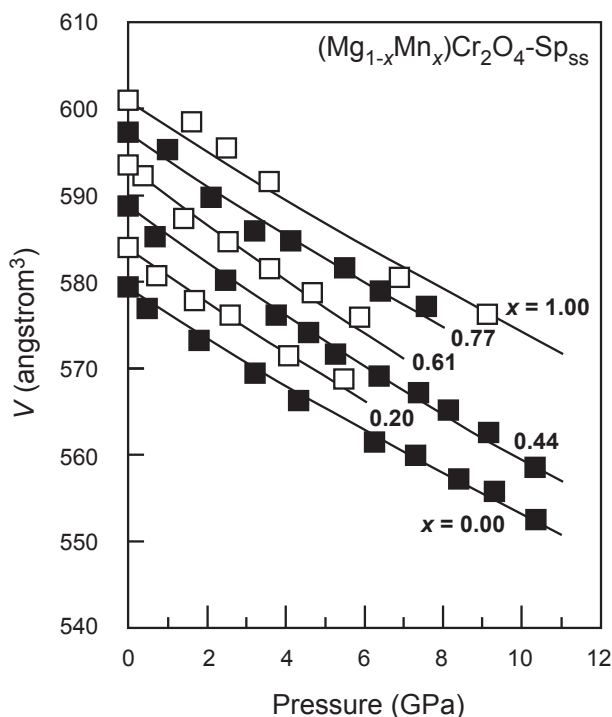 610
(Mg₁₋ₓMnₓ)Cr₂O₄-Spₛₛ
600
590
580
570
560
550
540
V (angstrom³)
x = 1.00
0.77
0.61
0.20
0.44
x = 0.00
0 2 4 6 8 10 12
Pressure (GPa)